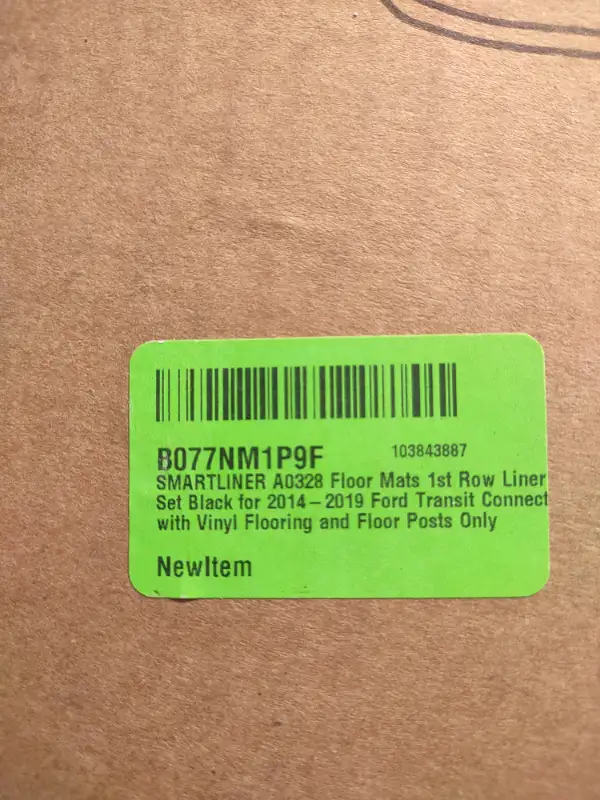 B077NM1P9F 103843887
SMARTLINER A0328 Floor Mats 1st Row Liner
Set Black for 2014-2019 Ford Transit Connect
with Vinyl Flooring and Floor Posts Only
NewItem